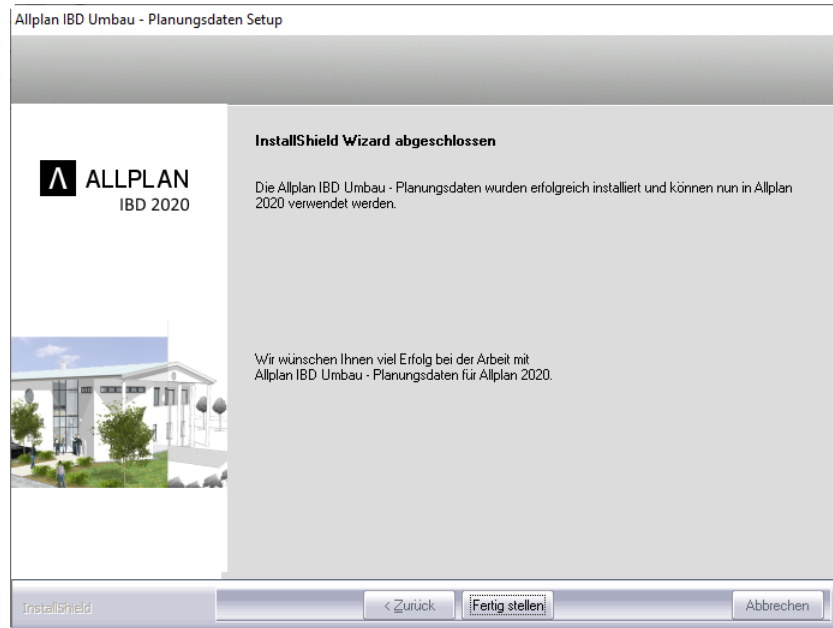 Allplan IBD Umbau - Planungsdaten Setup
InstallShield Wizard abgeschlossen
ALLPLAN
IBD 2020
Die Allplan IBD Umbau - Planungsdaten wurden erfolgreich installiert und können nun in Allplan
2020 verwendet werden.
Wir wünschen Ihnen viel Erfolg bei der Arbeit mit
Allplan IBD Umbau - Planungsdaten für Allplan 2020.
InstallShield
< Zurück
Fertig stellen
Abbrechen